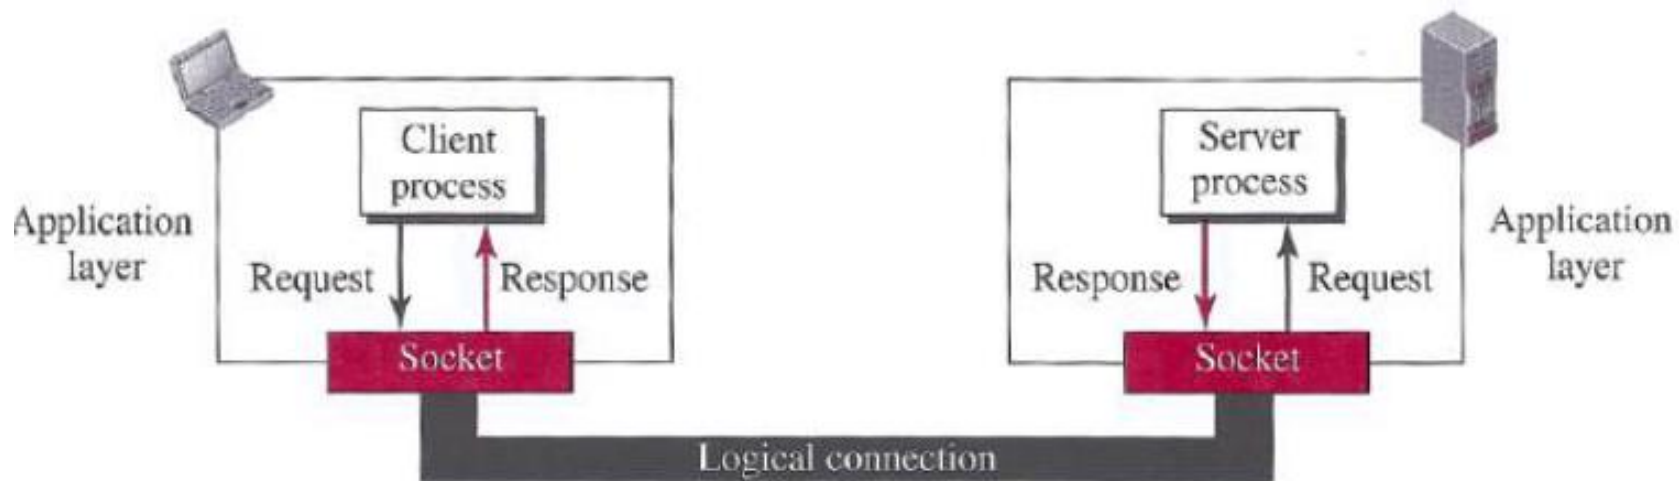 Client
process
Application
layer
Request
Response
Socket
Server
process
Application
layer
Response
Request
Socket
Logical connection